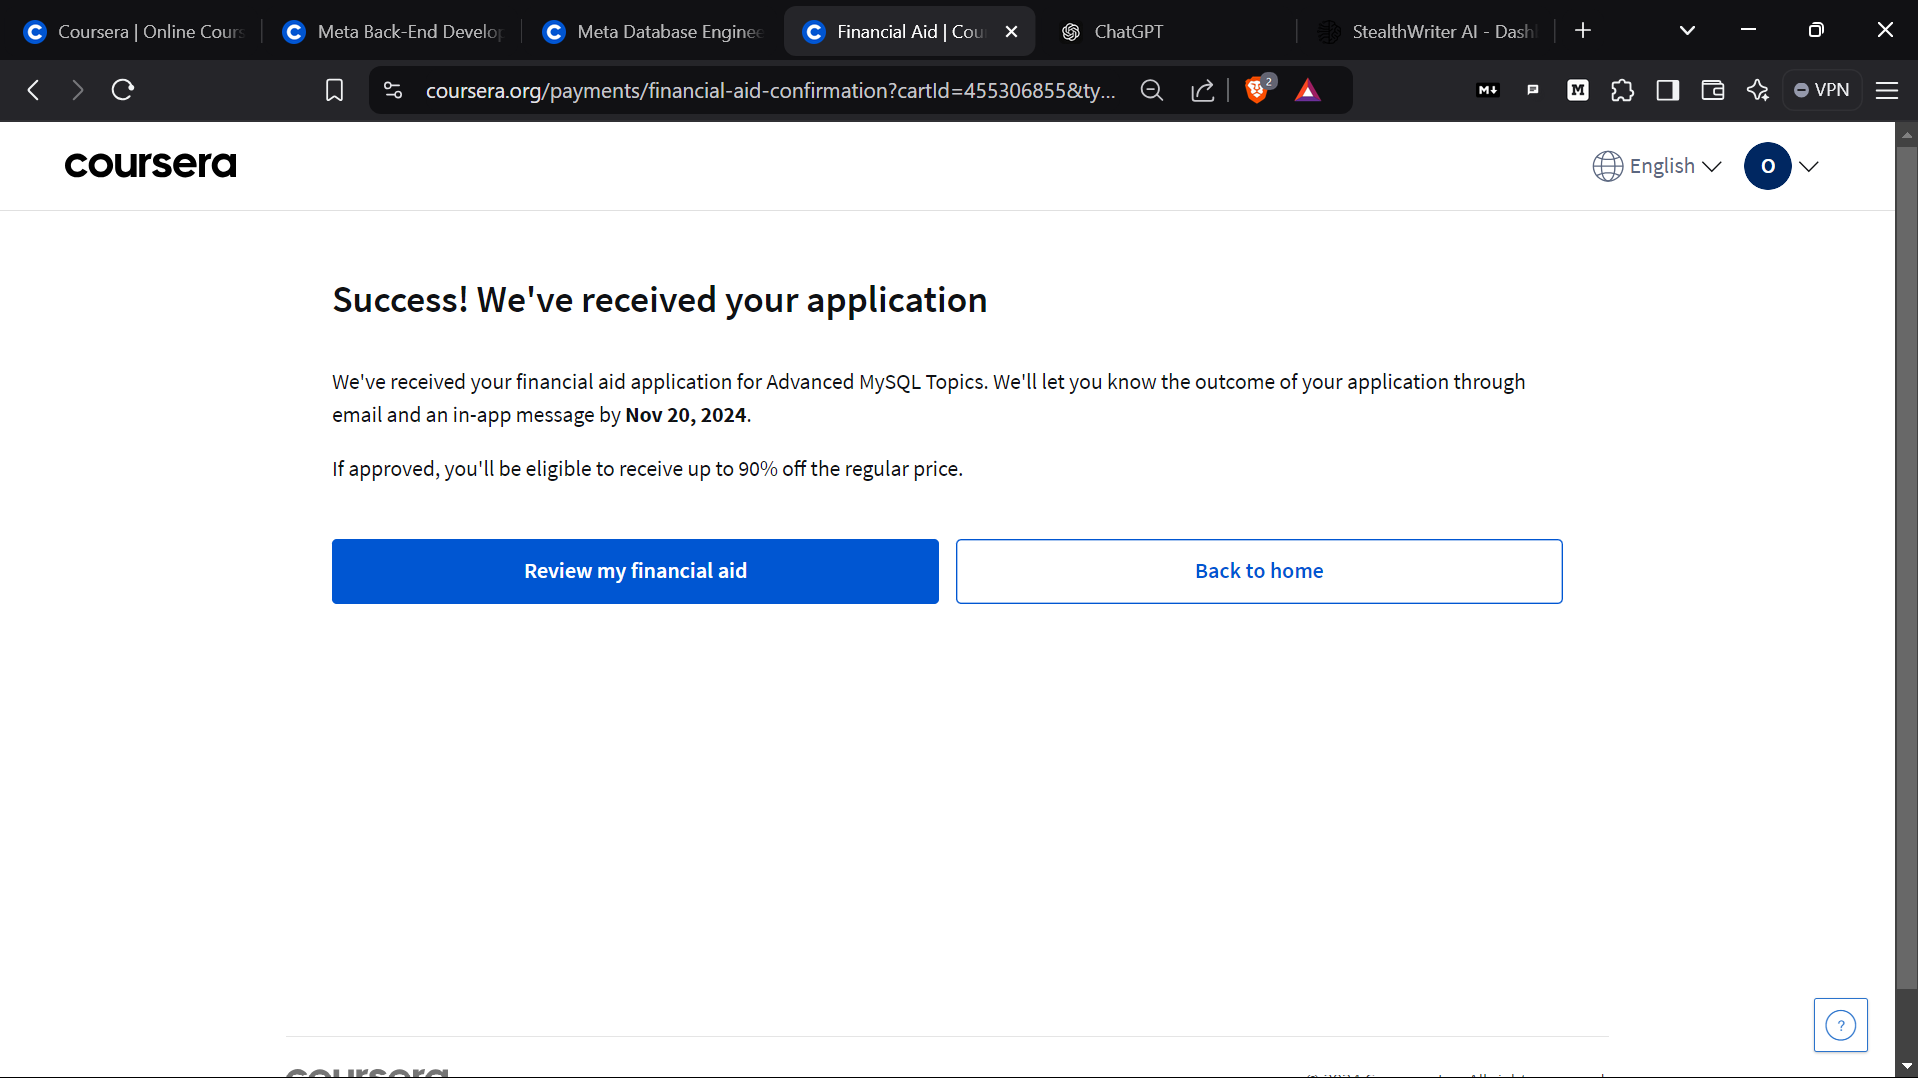 Coursera | Online Cours
Meta Back-End Develop
Meta Database Enginee
Financial Aid | Cou
ChatGPT
StealthWriter AI - Dash
coursera.org/payments/financial-aid-confirmation?cartId=455306855&ty...
2
M
VPN
coursera
English
O
Success! We've received your application
We've received your financial aid application for Advanced MySQL Topics. We'll let you know the outcome of your application through
email and an in-app message by Nov 20, 2024.
If approved, you'll be eligible to receive up to 90% off the regular price.
Review my financial aid
Back to home
?
coursera